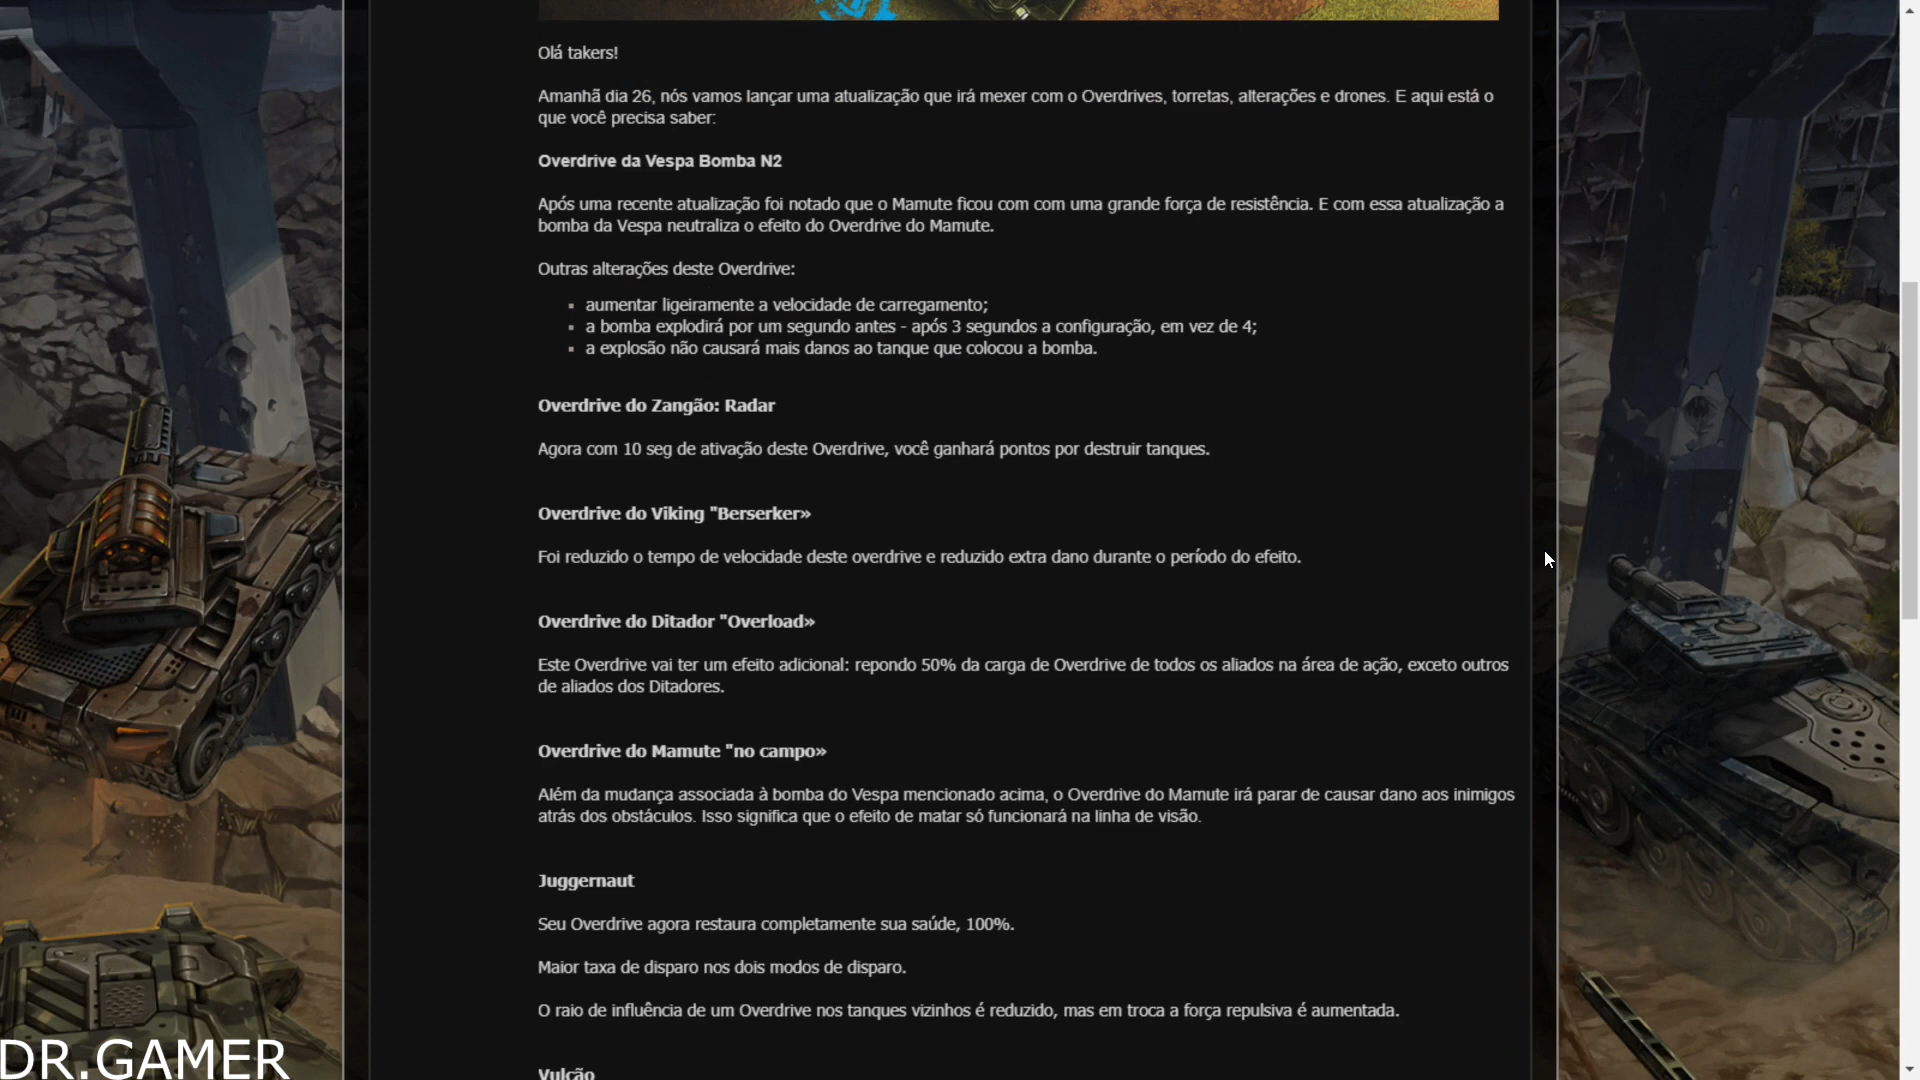 Olá takers!
Amanhã dia 26, nós vamos lançar uma atualização que irá mexer com o Overdrives, torretas, alterações e drones. E aqui está o
que você precisa saber:
Overdrive da Vespa Bomba N2
Após uma recente atualização foi notado que o Mamute ficou com com uma grande força de resistência. E com essa atualização a
bomba da Vespa neutraliza o efeito do Overdrive do Mamute.
Outras alterações deste Overdrive:
aumentar ligeiramente a velocidade de carregamento;
a bomba explodirá por um segundo antes - após 3 segundos a configuração, em vez de 4;
a explosão não causará mais danos ao tanque que colocou a bomba.
Overdrive do Zangão: Radar
Agora com 10 seg de ativação deste Overdrive, você ganhará pontos por destruir tanques.
Overdrive do Viking "Berserker»
Foi reduzido o tempo de velocidade deste overdrive e reduzido extra dano durante o período do efeito.
Overdrive do Ditador "Overload»
Este Overdrive vai ter um efeito adicional: repondo 50% da carga de Overdrive de todos os aliados na área de ação, exceto outros
de aliados dos Ditadores.
Overdrive do Mamute "no campo»
Além da mudança associada à bomba do Vespa mencionado acima, o Overdrive do Mamute irá parar de causar dano aos inimigos
atrás dos obstáculos. Isso significa que o efeito de matar só funcionará na linha de visão.
Juggernaut
Seu Overdrive agora restaura completamente sua saúde, 100%.
Maior taxa de disparo nos dois modos de disparo.
O raio de influência de um Overdrive nos tanques vizinhos é reduzido, mas em troca a força repulsiva é aumentada.
Vulcão
DR.GAMER